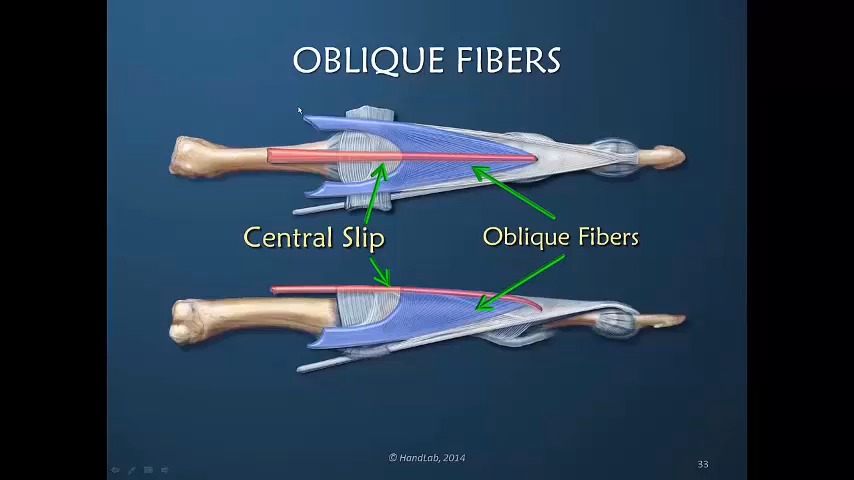 OBLIQUE FIBERS
Central Slip
Oblique Fibers
© HandLab, 2014
33